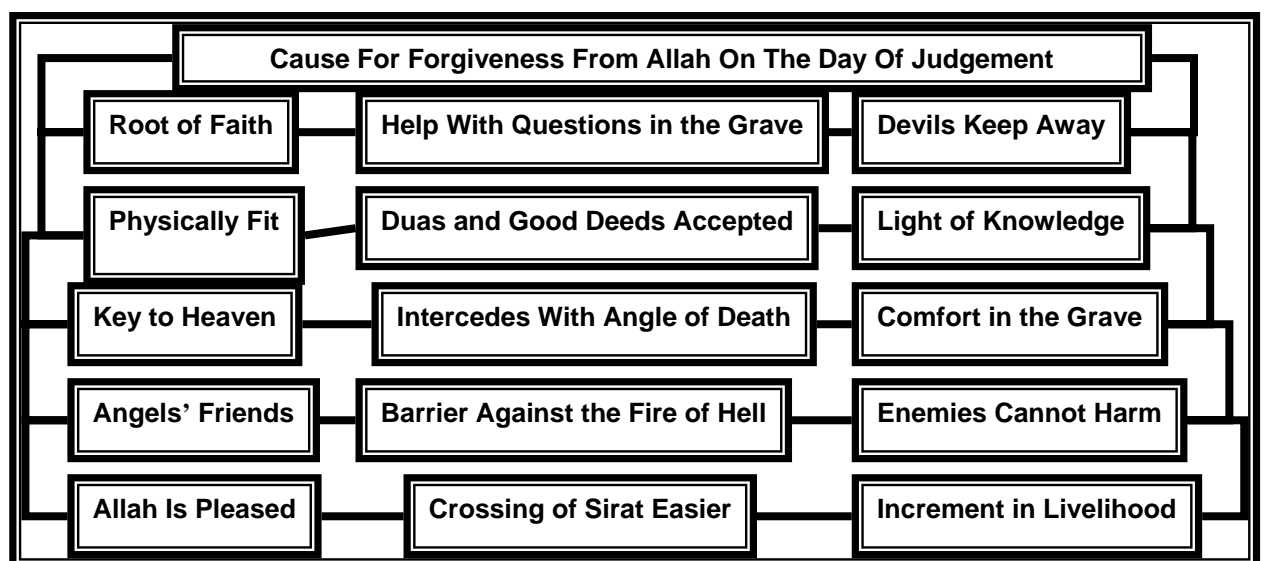 Cause For Forgiveness From Allah On The Day Of Judgement
Root of Faith
Help With Questions in the Grave
Devils Keep Away
Physically Fit
Duas and Good Deeds Accepted
Light of Knowledge
Key to Heaven
Intercedes With Angle of Death
Comfort in the Grave
Angels’ Friends
Barrier Against the Fire of Hell
Enemies Cannot Harm
Allah Is Pleased
Crossing of Sirat Easier
Increment in Livelihood